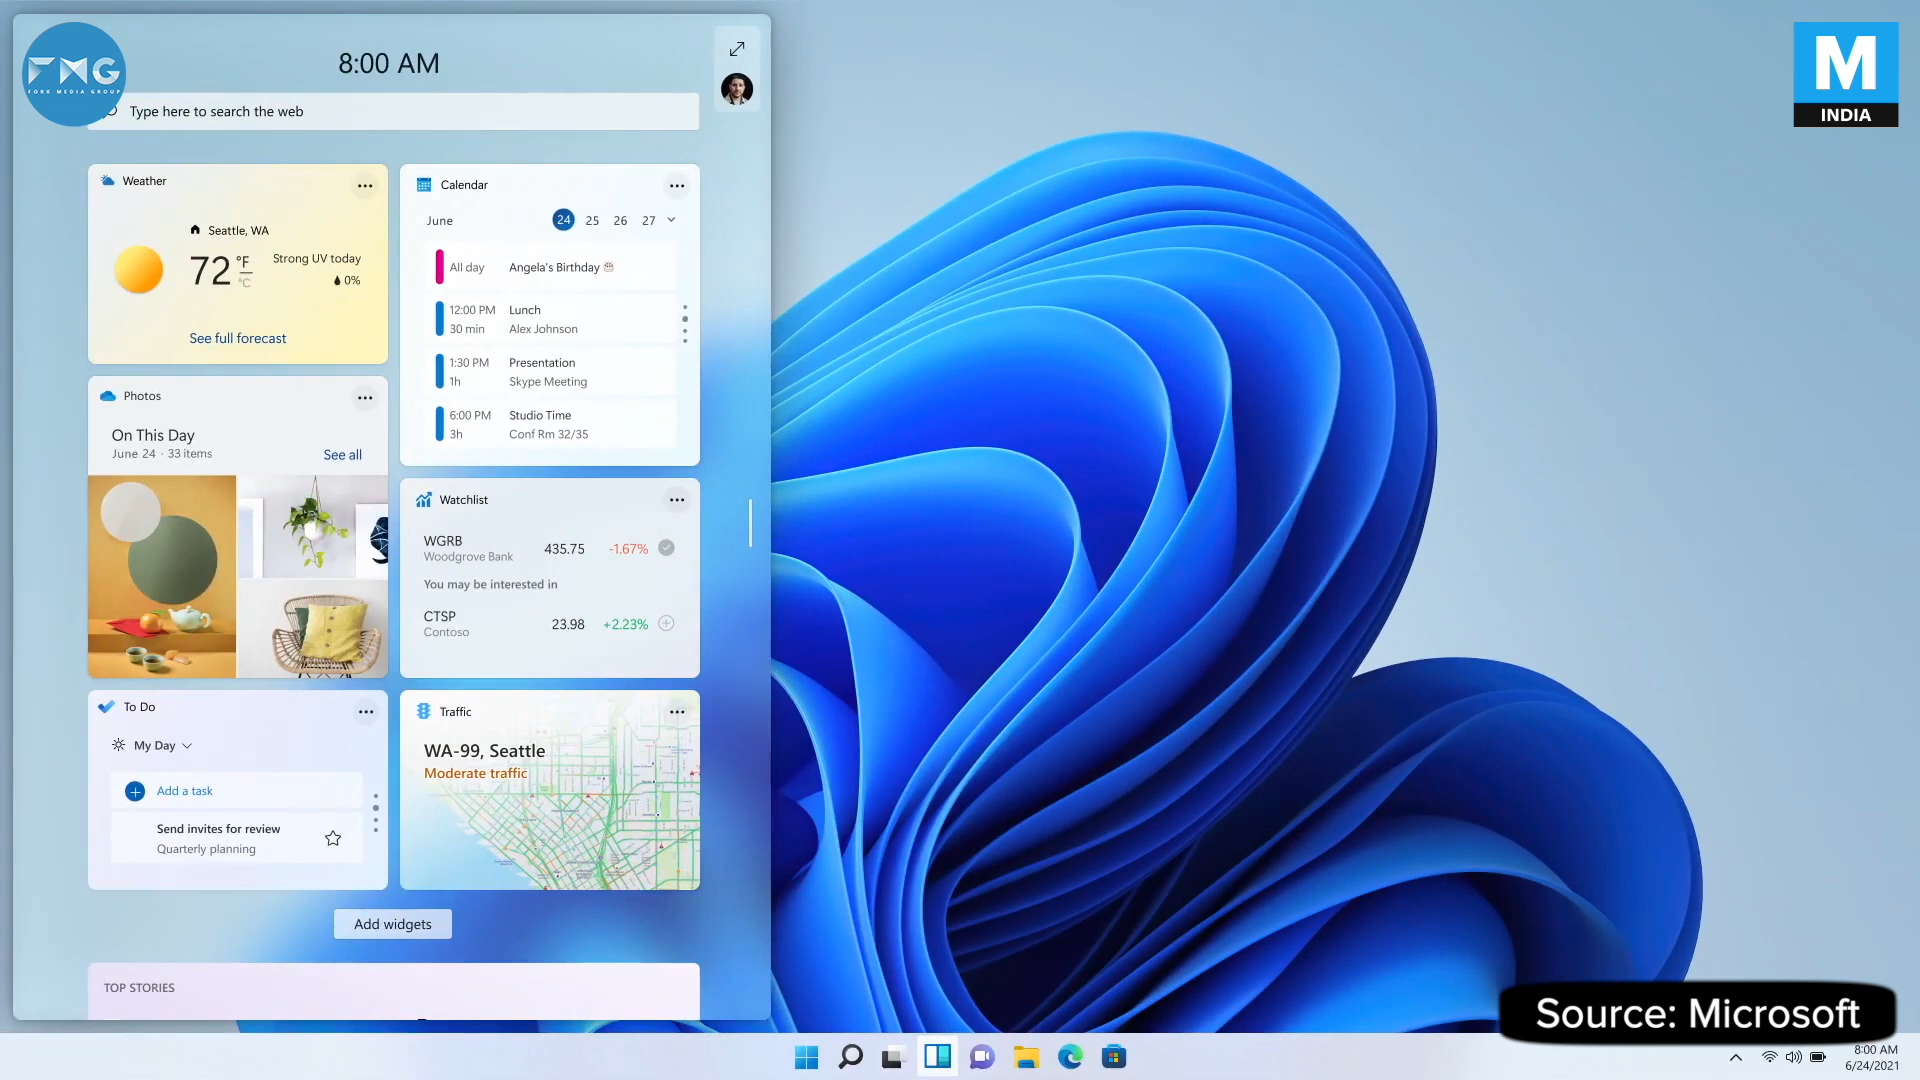 FMG
FORK MEDIA GROUP
8:00 AM
Type here to search the web
M
INDIA
Weather
Seattle, WA
72 °F
°C
Strong UV today
0%
See full forecast
Calendar
June 24 25 26 27
All day Angela's Birthday
12:00 PM Lunch
30 min Alex Johnson
1:30 PM Presentation
1h Skype Meeting
6:00 PM Studio Time
3h Conf Rm 32/35
Photos
On This Day
June 24 · 33 items
See all
Watchlist
WGRB 435.75 -1.67%
Woodgrove Bank
You may be interested in
CTSP 23.98 +2.23%
Contoso
To Do
My Day
Add a task
Send invites for review
Quarterly planning
Traffic
WA-99, Seattle
Moderate traffic
Add widgets
TOP STORIES
Source: Microsoft
8:00 AM
6/24/2021